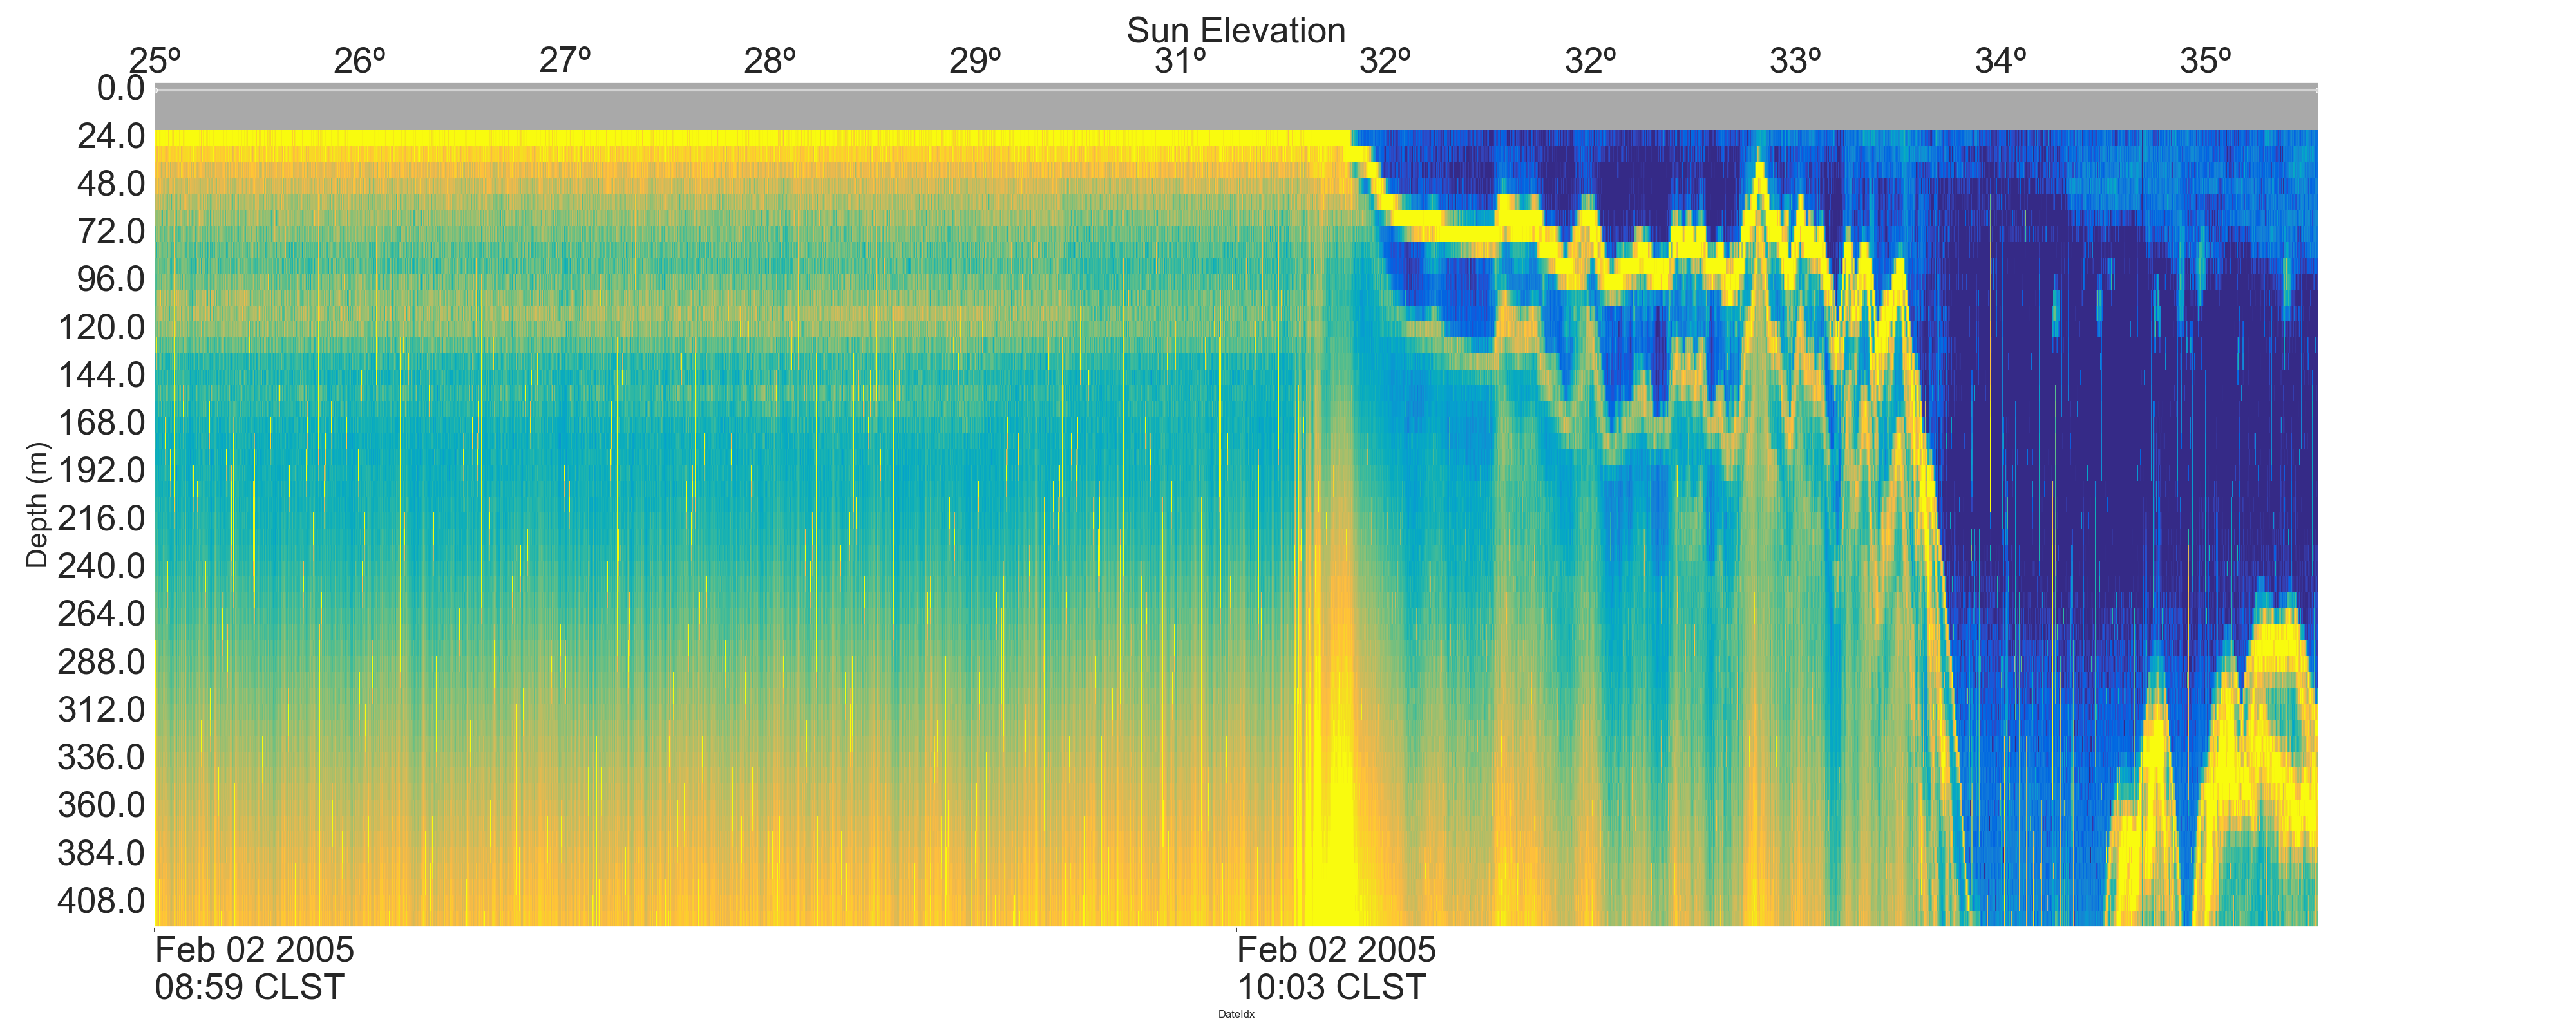 Sun Elevation
25º 26º 27º 28º 29º 31º 32º 32º 33º 34º 35º
0.0
24.0
48.0
72.0
96.0
120.0
144.0
168.0
192.0
216.0
240.0
264.0
288.0
312.0
336.0
360.0
384.0
408.0
Depth (m)
Feb 02 2005
08:59 CLST
Feb 02 2005
10:03 CLST
DateIdx